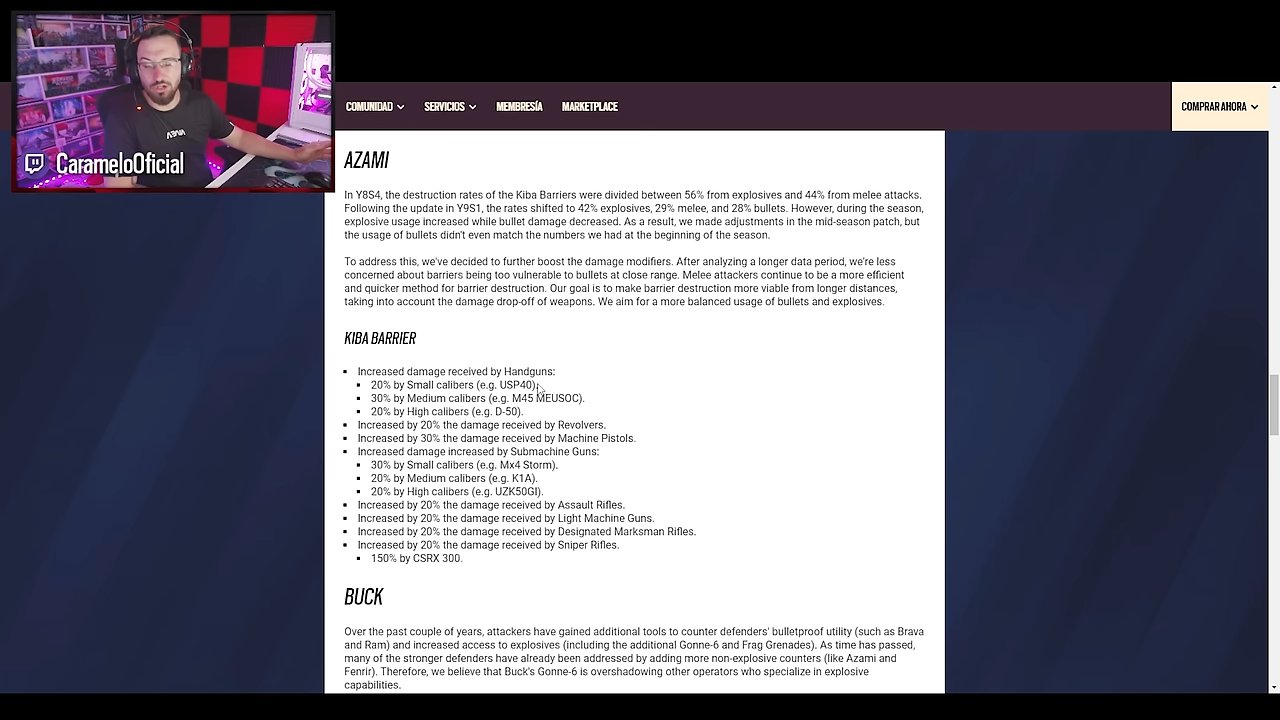 CarameloOficial
COMUNIDAD
SERVICIOS
MEMBRESÍA
MARKETPLACE
COMPRAR AHORA
AZAMI
In Y8S4, the destruction rates of the Kiba Barriers were divided between 56% from explosives and 44% from melee attacks.
Following the update in Y9S1, the rates shifted to 42% explosives, 29% melee, and 28% bullets. However, during the season,
explosive usage increased while bullet damage decreased. As a result, we made adjustments in the mid-season patch, but
the usage of bullets didn't even match the numbers we had at the beginning of the season.
To address this, we've decided to further boost the damage modifiers. After analyzing a longer data period, we're less
concerned about barriers being too vulnerable to bullets at close range. Melee attackers continue to be a more efficient
and quicker method for barrier destruction. Our goal is to make barrier destruction more viable from longer distances,
taking into account the damage drop-off of weapons. We aim for a more balanced usage of bullets and explosives.
KIBA BARRIER
Increased damage received by Handguns:
20% by Small calibers (e.g. USP40).
30% by Medium calibers (e.g. M45 MEUSOC).
20% by High calibers (e.g. D-50).
Increased by 20% the damage received by Revolvers.
Increased by 30% the damage received by Machine Pistols.
Increased damage increased by Submachine Guns:
30% by Small calibers (e.g. Mx4 Storm).
20% by Medium calibers (e.g. K1A).
20% by High calibers (e.g. UZK50GI).
Increased by 20% the damage received by Assault Rifles.
Increased by 20% the damage received by Light Machine Guns.
Increased by 20% the damage received by Designated Marksman Rifles.
Increased by 20% the damage received by Sniper Rifles.
150% by CSRX 300.
BUCK
Over the past couple of years, attackers have gained additional tools to counter defenders' bulletproof utility (such as Brava
and Ram) and increased access to explosives (including the additional Gonne-6 and Frag Grenades). As time has passed,
many of the stronger defenders have already been addressed by adding more non-explosive counters (like Azami and
Fenrir). Therefore, we believe that Buck's Gonne-6 is overshadowing other operators who specialize in explosive
capabilities.